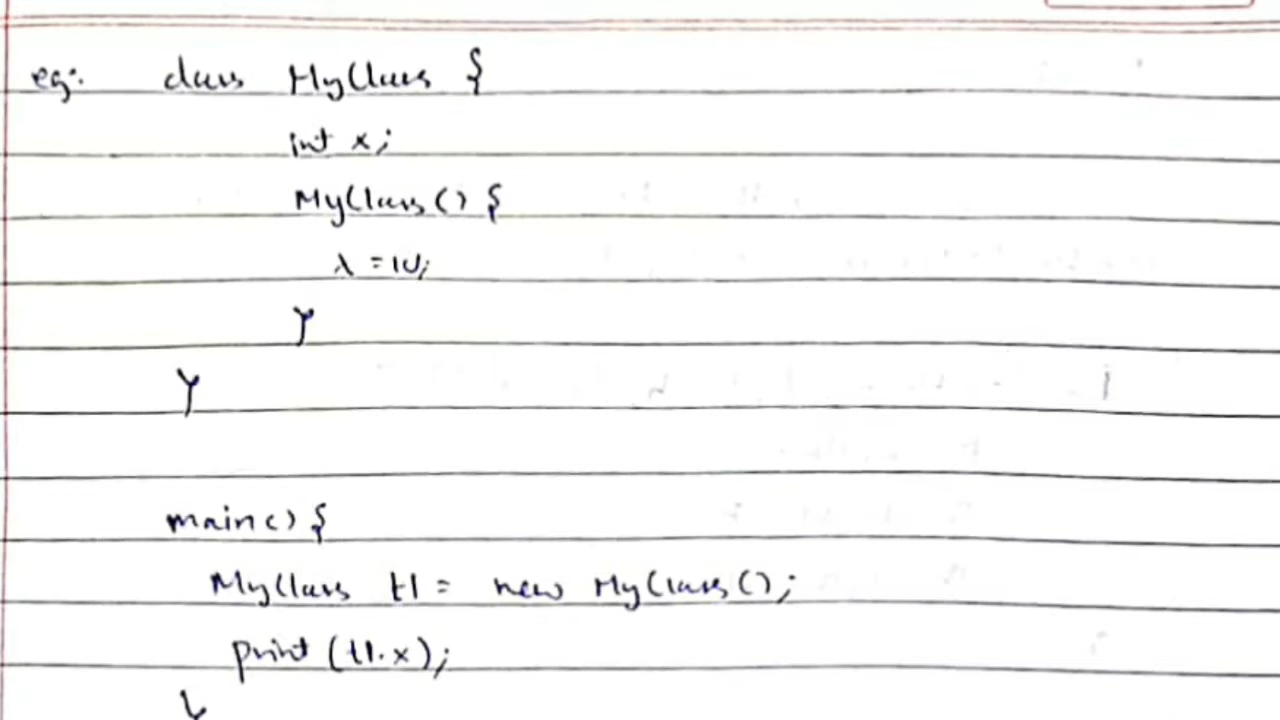 eg: class MyClass {
int x;
MyClass() {
x = 10;
}
}
main() {
MyClass t1 = new MyClass();
print (t1.x);
}